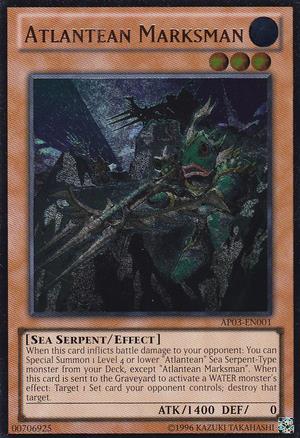 ATLANTEAN MARKSMAN
AP03-EN001
[SEA SERPENT/EFFECT]
When this card inflicts battle damage to your opponent: You can
Special Summon 1 Level 4 or lower "Atlantean" Sea Serpent-Type
monster from your Deck, except "Atlantean Marksman". When
this card is sent to the Graveyard to activate a WATER monster's
effect: Target 1 Set card your opponent controls; destroy that
target.
ATK/1400 DEF/ 0
00706925
©1996 KAZUKI TAKAHASHI